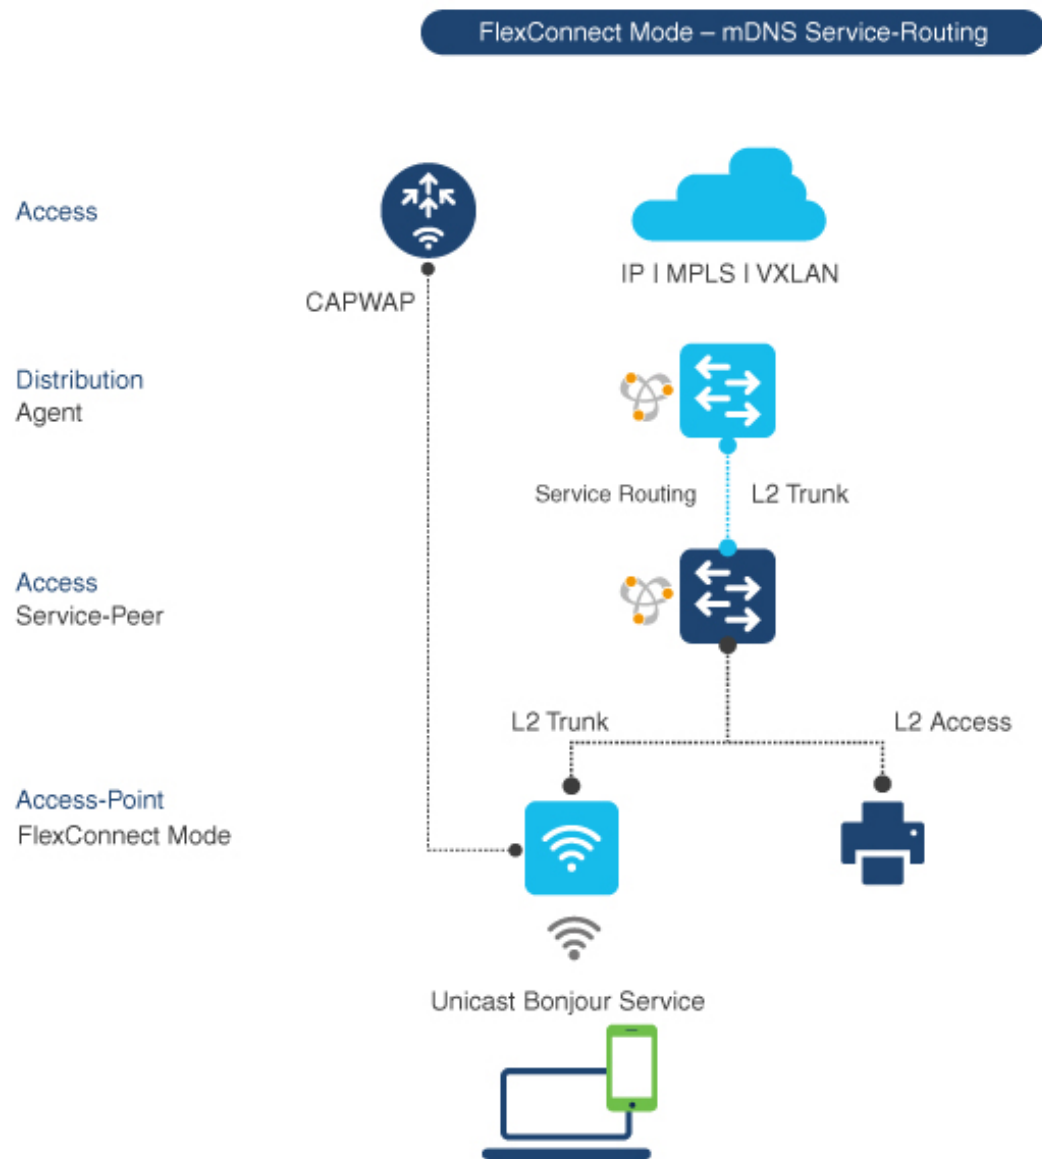 FlexConnect Mode – mDNS Service-Routing
Access
CAPWAP
IP | MPLS | VXLAN
Distribution
Agent
Service Routing
L2 Trunk
Access
Service-Peer
L2 Trunk
L2 Access
Access-Point
FlexConnect Mode
Unicast Bonjour Service